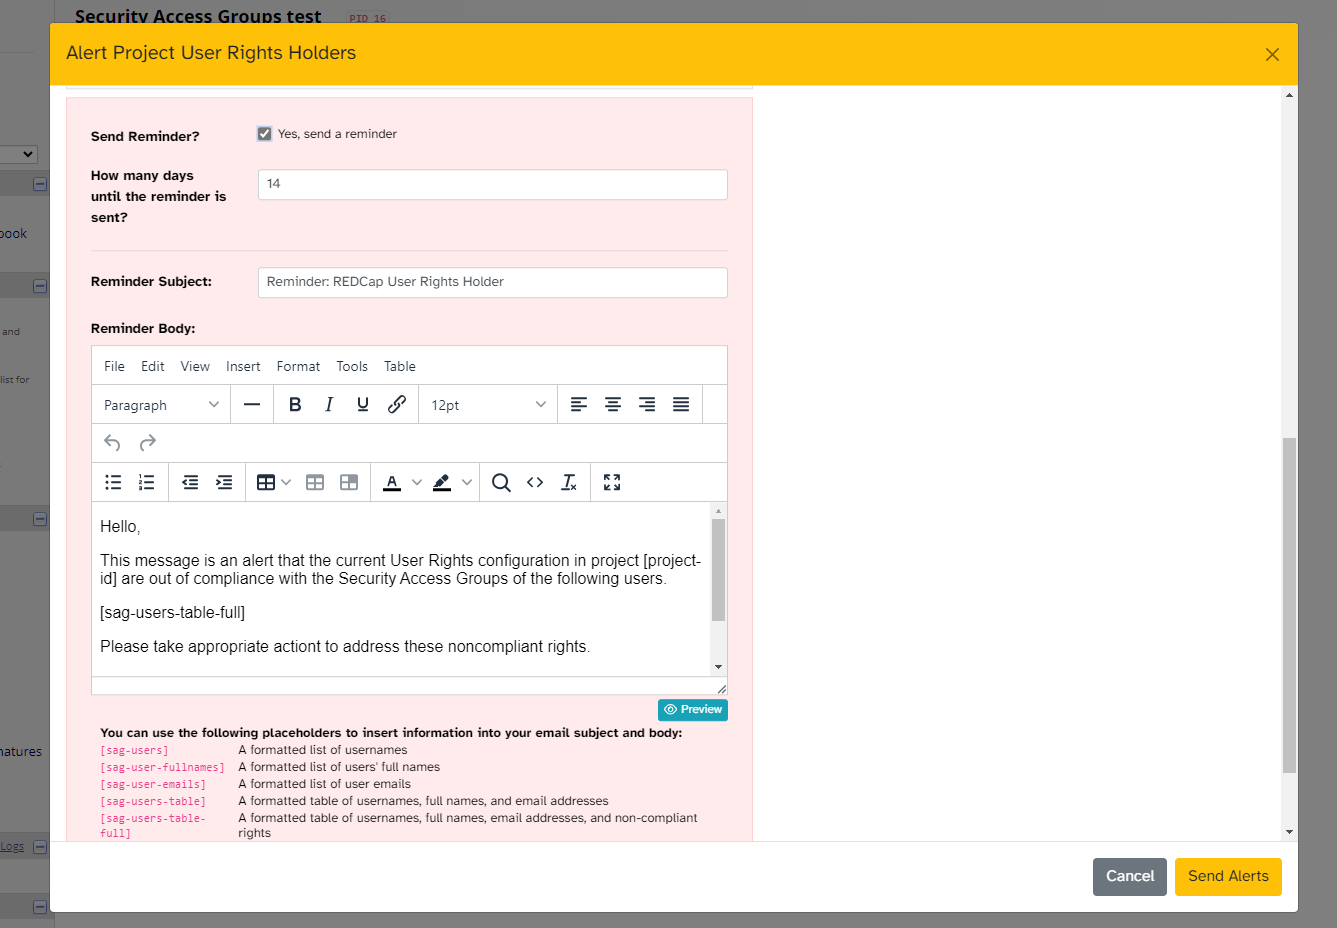 Security Access Groups test PID 16
Alert Project User Rights Holders
Send Reminder? Yes, send a reminder
How many days
until the reminder is
sent?
14
Reminder Subject: Reminder: REDCap User Rights Holder
Reminder Body:
File Edit View Insert Format Tools Table
Paragraph B I U 12pt
Hello,
This message is an alert that the current User Rights configuration in project [project-
id] are out of compliance with the Security Access Groups of the following users.
[sag-users-table-full]
Please take appropriate actiont to address these noncompliant rights.
Preview
You can use the following placeholders to insert information into your email subject and body:
[sag-users] A formatted list of usernames
[sag-user-fullnames] A formatted list of users' full names
[sag-user-emails] A formatted list of user emails
[sag-users-table] A formatted table of usernames, full names, and email addresses
[sag-users-table- A formatted table of usernames, full names, email addresses, and non-compliant
full] rights
Cancel Send Alerts
book
and
list for
natures
Logs